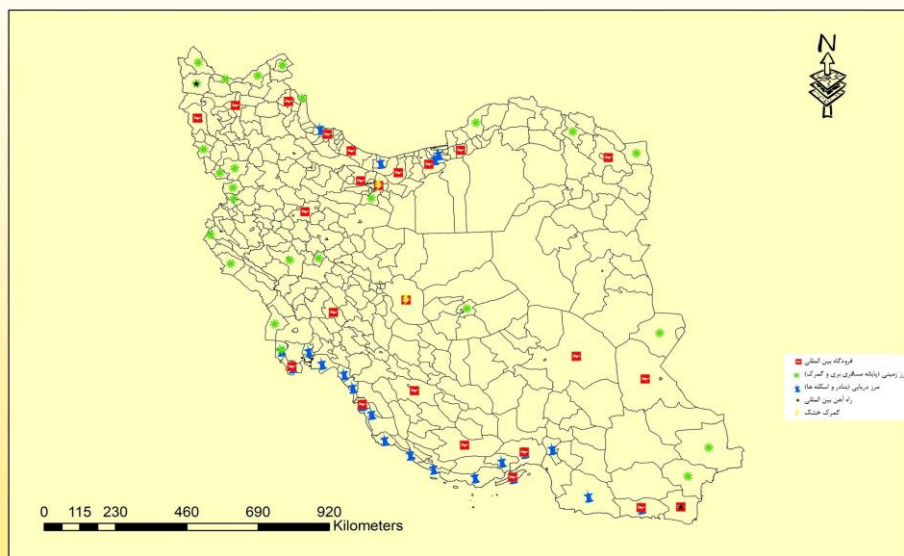 N
فرودگاه بین المللی
رز زمینی (پایانه مسافری بری و گمرک)
مرز دریایی (بنادر و اسکله ها)
راه آهن بین المللی
گمرک خشک
0 115 230 460 690 920
Kilometers